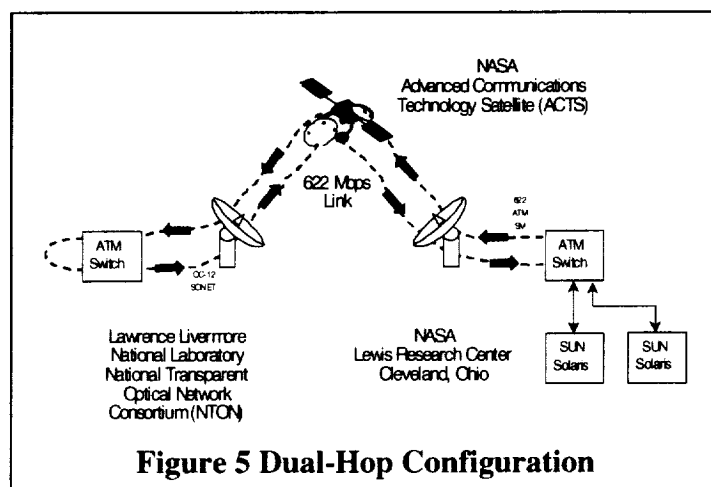 NASA
Advanced Communications
Technology Satellite (ACTS)
622 Mbps
Link
622
ATM
SM
ATM
Switch
OC-12
SONET
ATM
Switch
Lawrence Livermore
National Laboratory
National Transparent
Optical Network
Consortium (NTON)
NASA
Lewis Research Center
Cleveland, Ohio
SUN
Solaris
SUN
Solaris
Figure 5 Dual-Hop Configuration